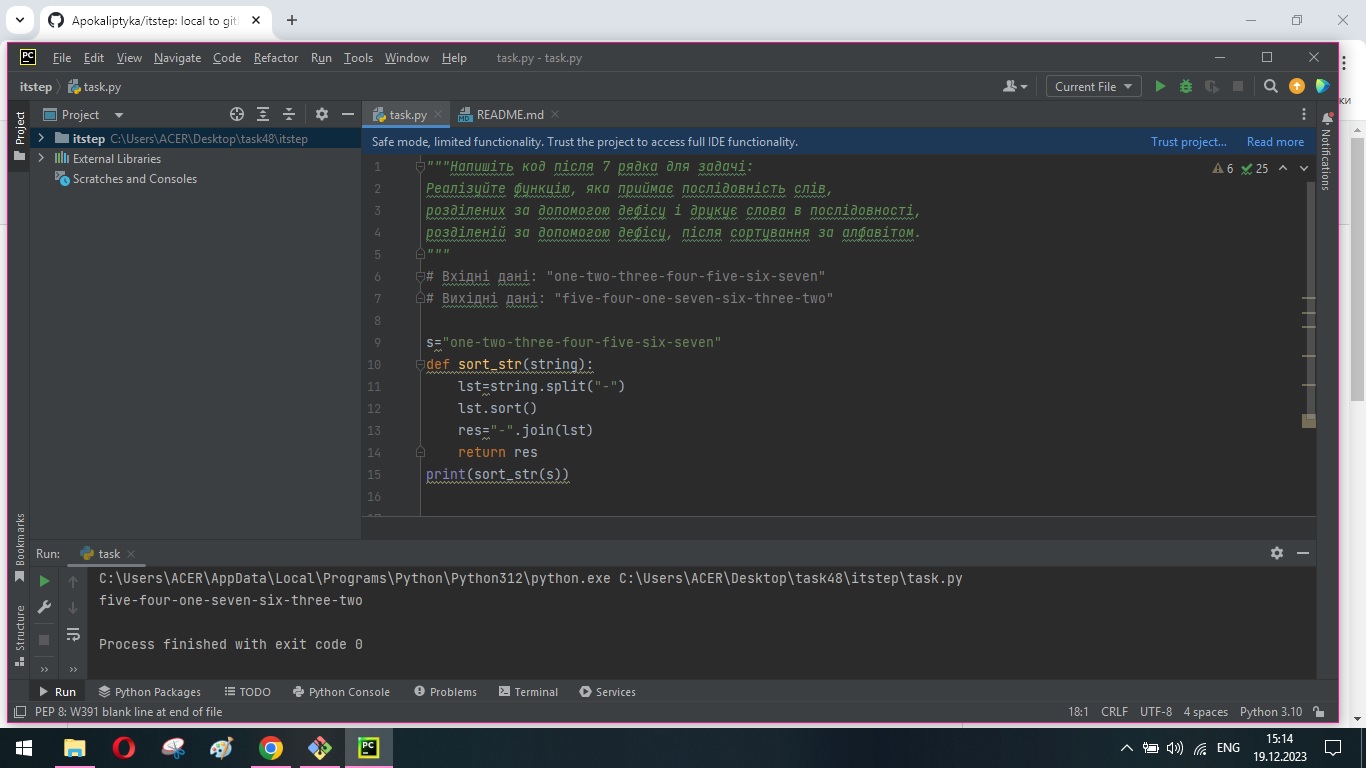 Apokaliptyka/itstep: local to git
File Edit View Navigate Code Refactor Run Tools Window Help task.py - task.py
itstep task.py Current File
ки
Project
Project
task.py README.md
itstep C:\Users\ACER\Desktop\task48\itstep
External Libraries
Scratches and Consoles
Safe mode, limited functionality. Trust the project to access full IDE functionality. Trust project... Read more
Notifications
6 25
1 """Напишіть код після 7 рядка для задачі:
2 Реалізуйте функцію, яка приймає послідовність слів,
3 розділених за допомогою дефісу і друкує слова в послідовності,
4 розділеній за допомогою дефісу, після сортування за алфавітом.
5 """
6 # Вхідні дані: "one-two-three-four-five-six-seven"
7 # Вихідні дані: "five-four-one-seven-six-three-two"
8
9 s="one-two-three-four-five-six-seven"
10 def sort_str(string):
11 lst=string.split("-")
12 lst.sort()
13 res="-".join(lst)
14 return res
15 print(sort_str(s))
16
Bookmarks
Structure
Run: task
C:\Users\ACER\AppData\Local\Programs\Python\Python312\python.exe C:\Users\ACER\Desktop\task48\itstep\task.py
five-four-one-seven-six-three-two
Process finished with exit code 0
Run Python Packages TODO Python Console Problems Terminal Services
PEP 8: W391 blank line at end of file 18:1 CRLF UTF-8 4 spaces Python 3.10
ENG
15:14
19.12.2023